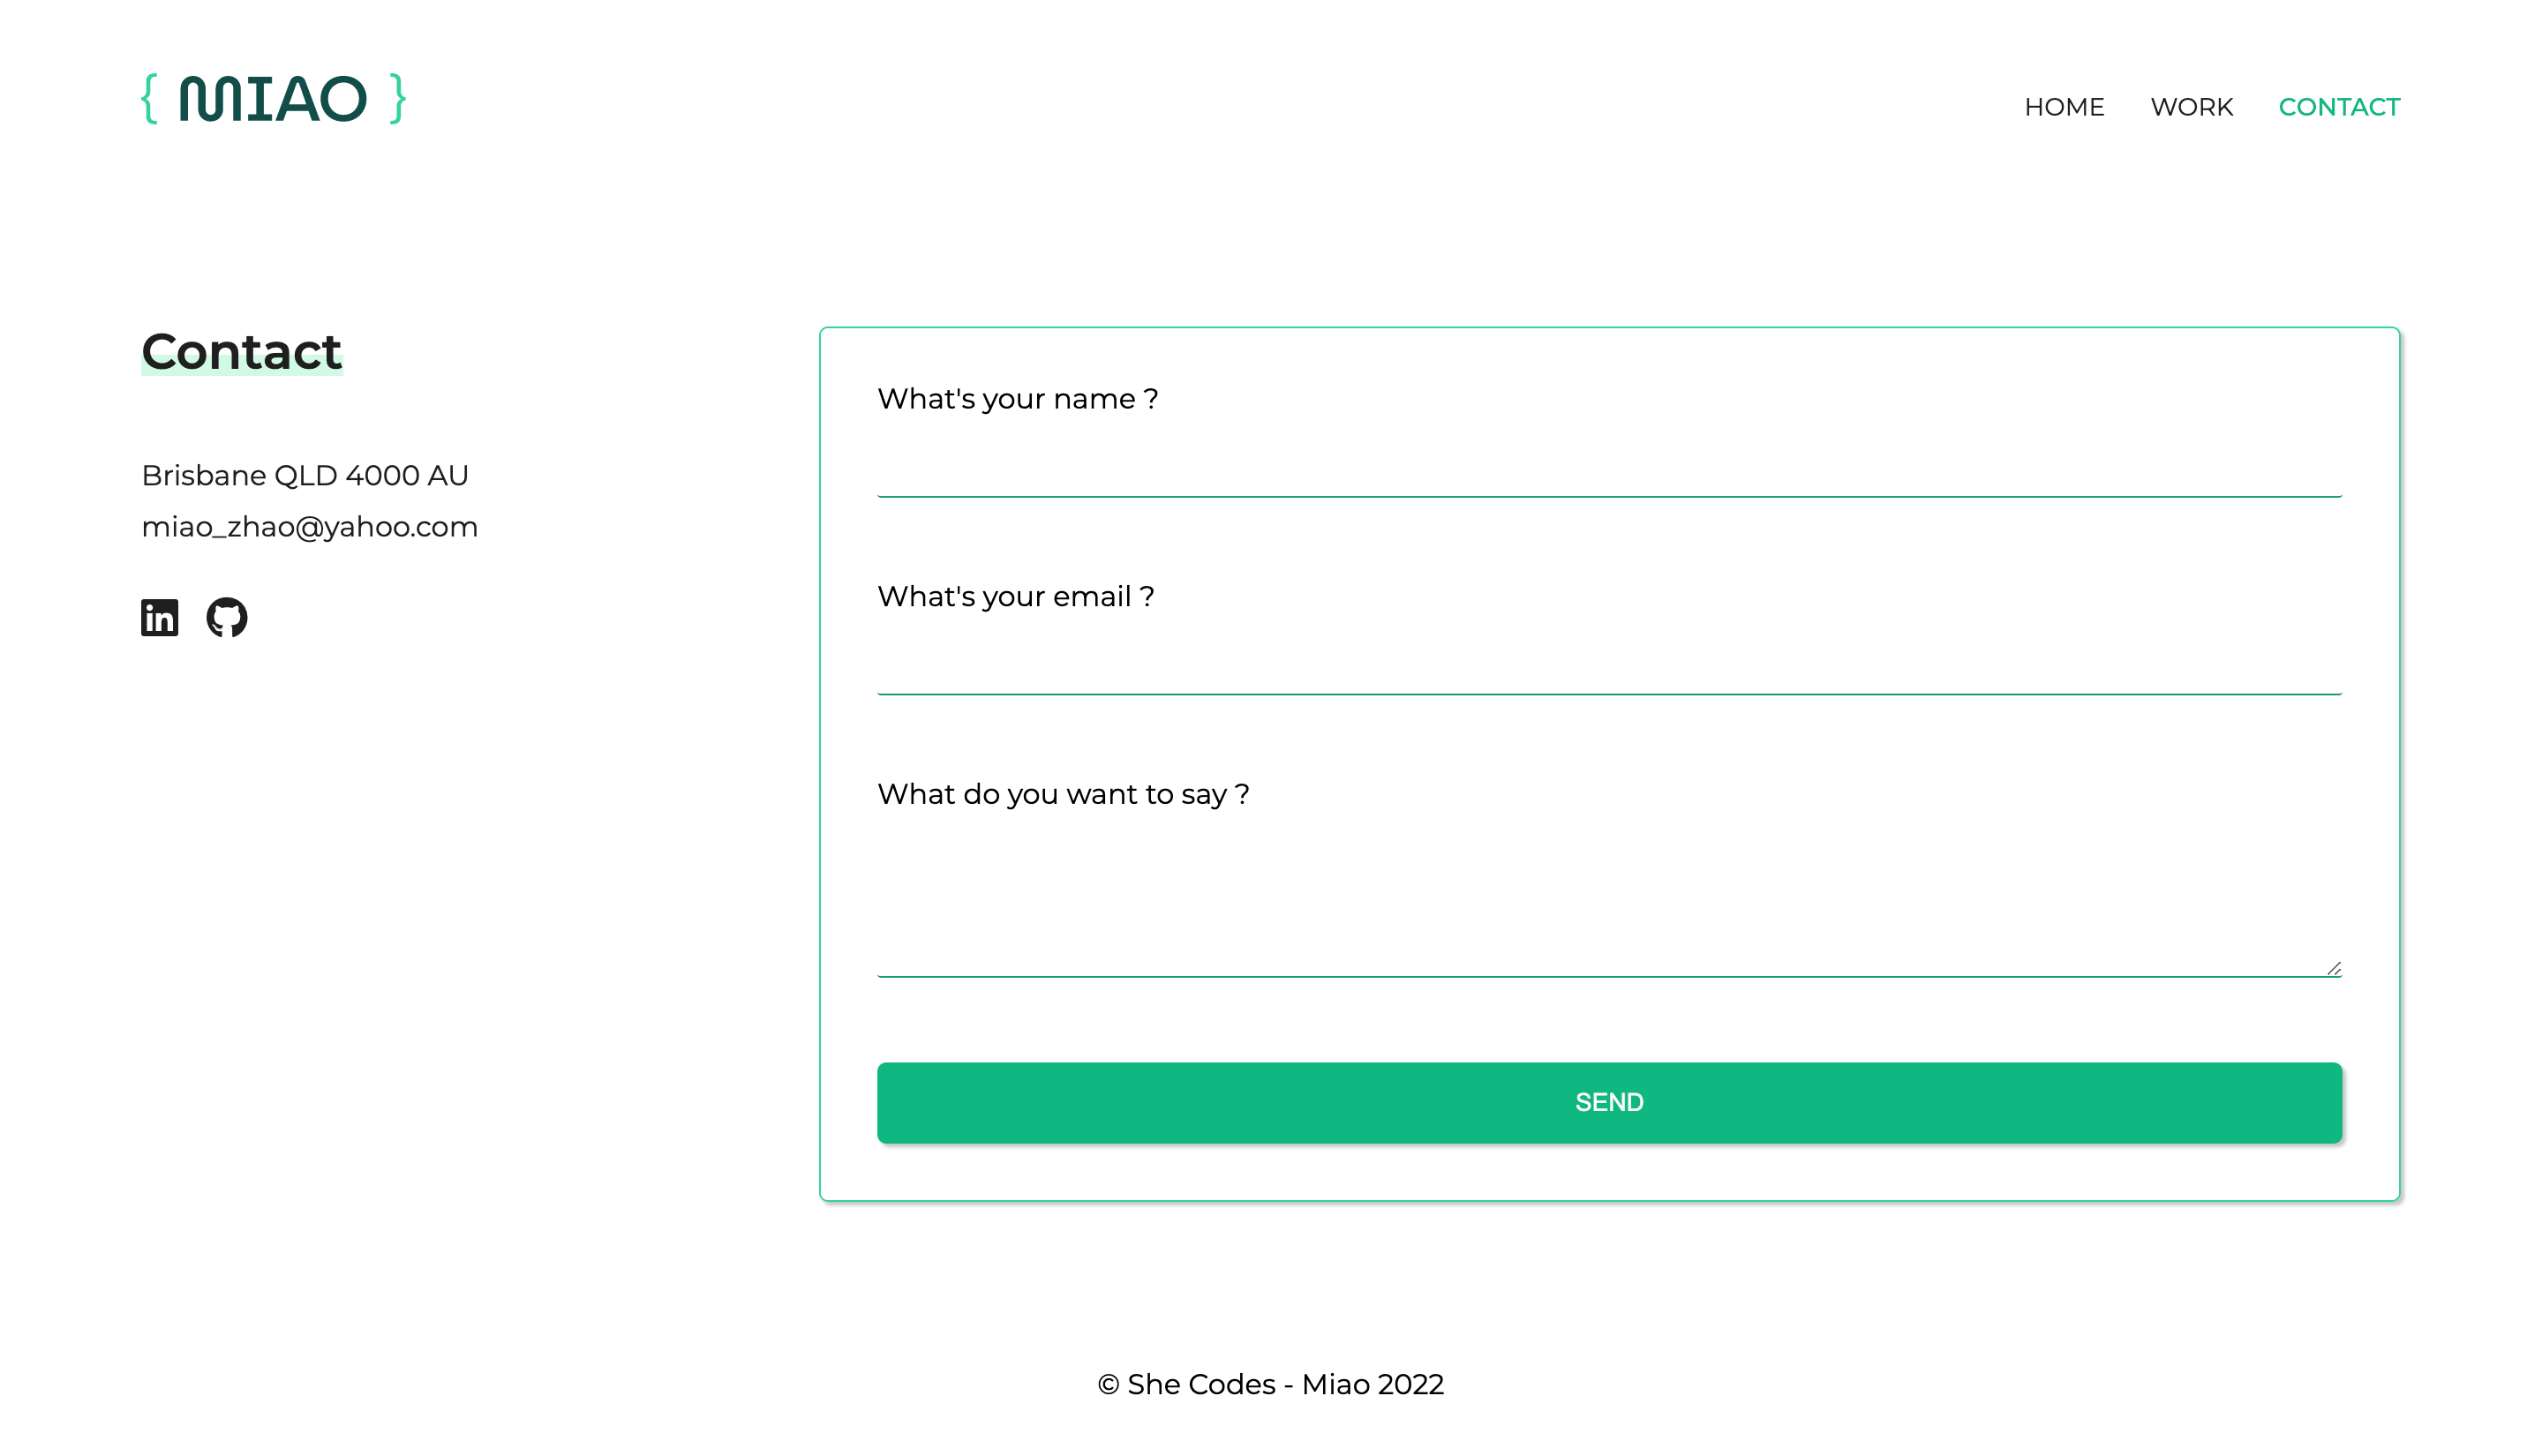 { MIAO }
HOME WORK CONTACT
Contact
Brisbane QLD 4000 AU
miao_zhao@yahoo.com
in
What's your name ?
What's your email ?
What do you want to say ?
SEND
© She Codes - Miao 2022